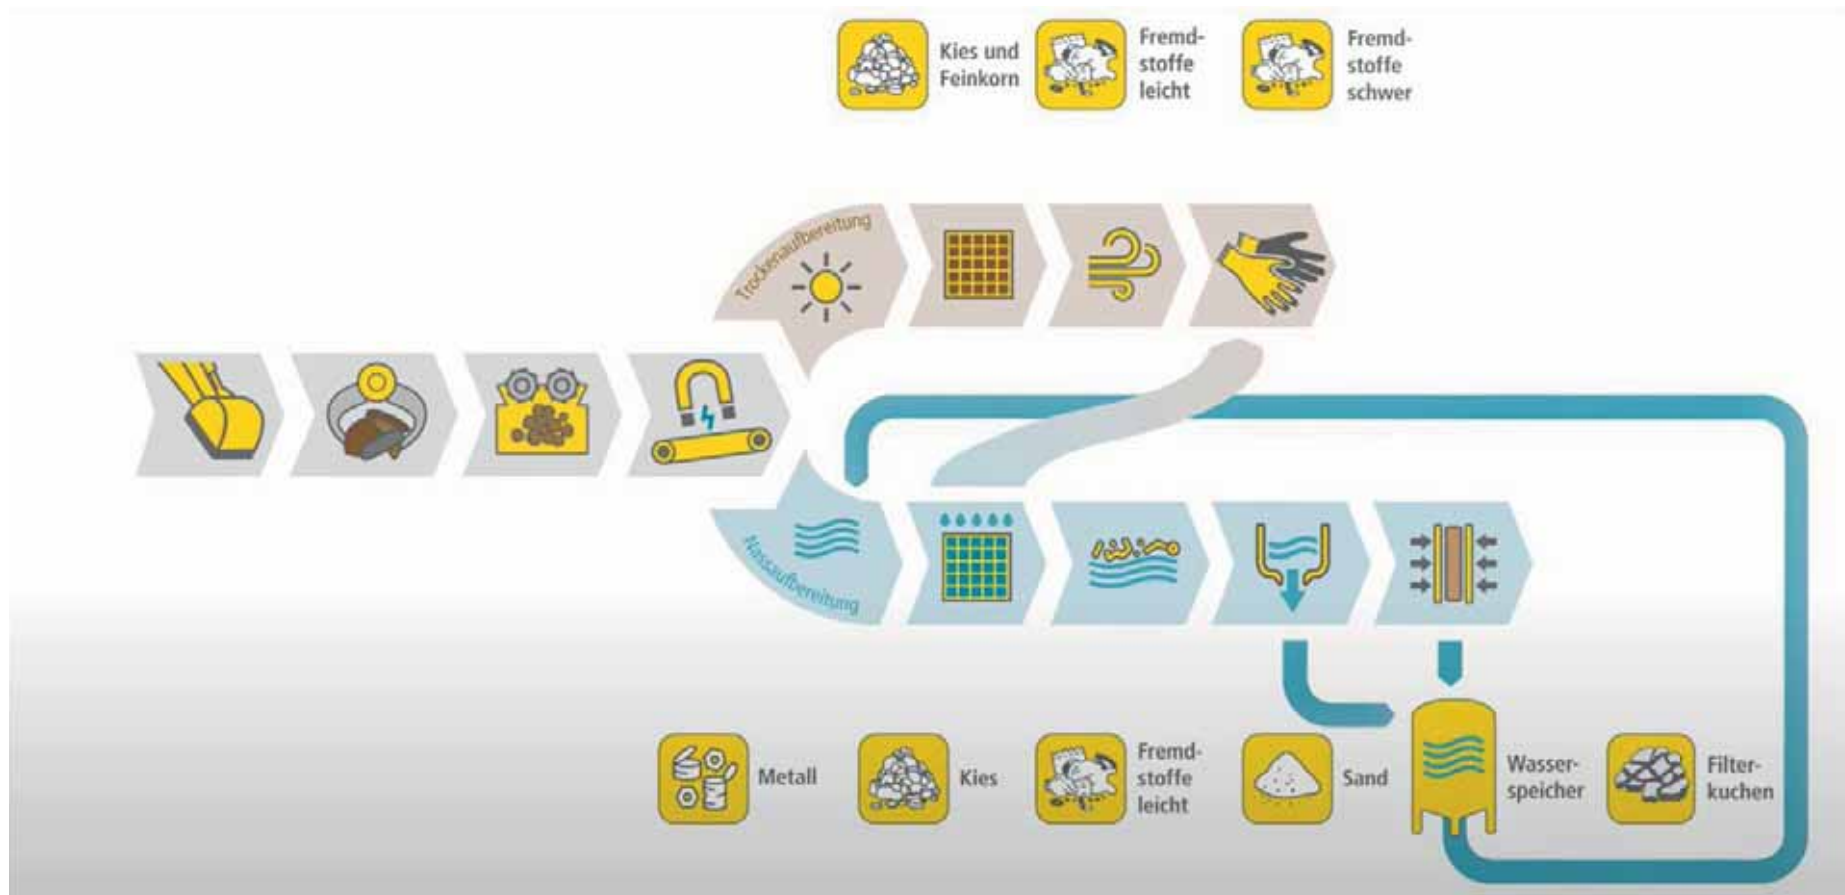 Kies und
Feinkorn
Fremd-
stoffe
leicht
Fremd-
stoffe
schwer
Trockenaufbereitung
Nassaufbereitung
Metall
Kies
Fremd-
stoffe
leicht
Sand
Wasser-
speicher
Filter-
kuchen